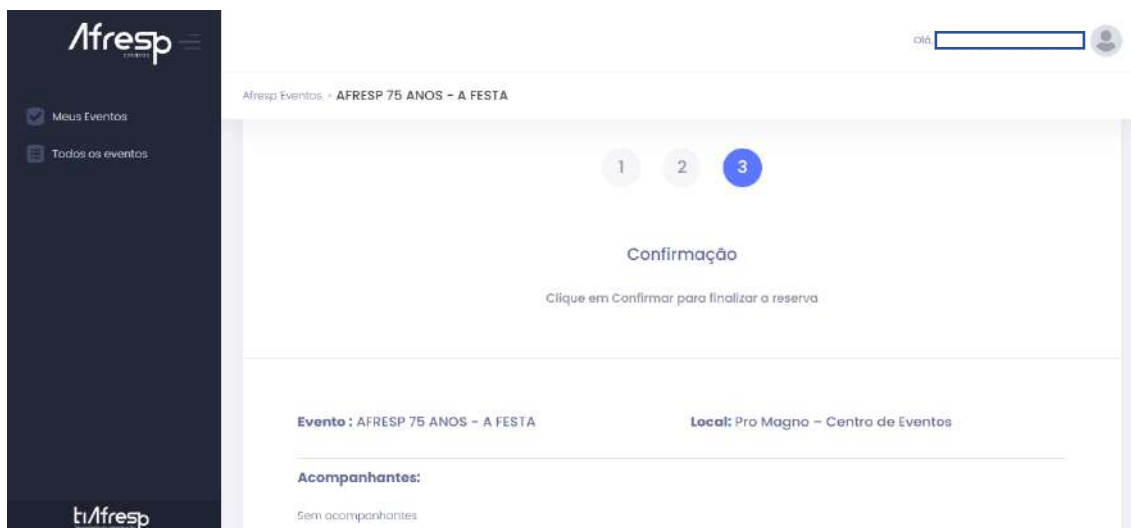 Afresp
EVENTOS
Olá,
Afresp Eventos - AFRESP 75 ANOS - A FESTA
Meus Eventos
Todos os eventos
1 2 3
Confirmação
Clique em Confirmar para finalizar a reserva
Evento : AFRESP 75 ANOS - A FESTA
Local: Pro Magno – Centro de Eventos
Acompanhantes:
Sem acompanhantes
tiAfresp